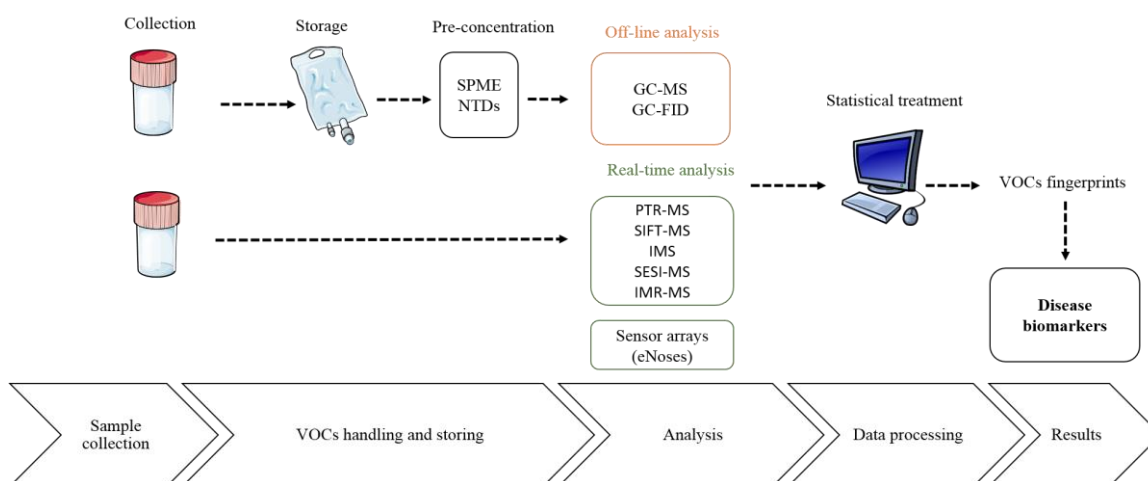 Collection
Storage
Pre-concentration
SPME
NTDs
Off-line analysis
GC-MS
GC-FID
Real-time analysis
PTR-MS
SIFT-MS
IMS
SESI-MS
IMR-MS
Sensor arrays
(eNoses)
Statistical treatment
VOCs fingerprints
Disease
biomarkers
Sample
collection
VOCs handling and storing
Analysis
Data processing
Results